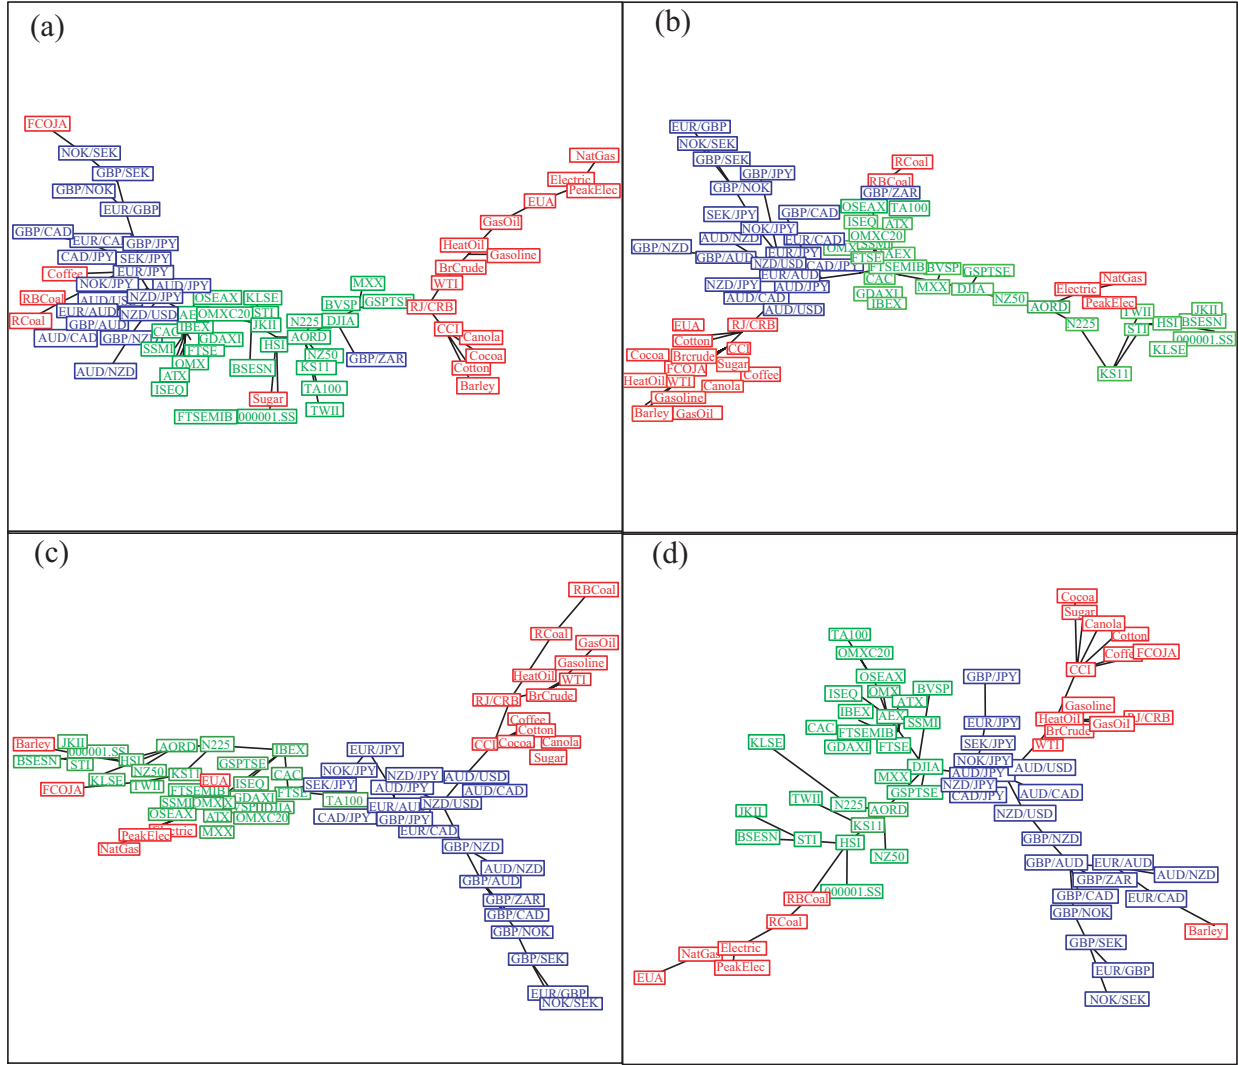 (a)
FCOJA
NOK/SEK
GBP/SEK
GBP/NOK
EUR/GBP
GBP/CAD
GBP/JPY
CAD/JPY
SEK/JPY
Coffee
EUR/JPY
NOK/JPY
AUD/JPY
RBCoal
NZD/JPY
RCoal
EUR/AUD
NZD/USD
GBP/AUD
AUD/CAD
AUD/NZD
OSEAX
KLSE
OMXC20
STI
JKII
IBEX
CAC
GDAXI
SSMI
FTSE
OMX
ATX
ISEQ
HSI
BSESN
Sugar
FTSEMIB
000001.SS
N225
AORD
NZ50
KS11
TA100
TWII
MXX
BVSP
GSPTSE
DJIA
GBP/ZAR
NatGas
Electric
PeakElec
EUA
GasOil
HeatOil
Gasoline
BrCrude
WTI
RJ/CRB
CCI
Canola
Cocoa
Cotton
Barley
(b)
EUR/GBP
NOK/SEK
GBP/SEK
GBP/JPY
GBP/NOK
SEK/JPY
GBP/CAD
NOK/JPY
AUD/NZD
EUR/CAD
GBP/NZD
GBP/AUD
EUR/JPY
NZD/USD
CAD/JPY
EUR/AUD
NZD/JPY
AUD/JPY
AUD/CAD
AUD/USD
RCoal
RBCoal
GBP/ZAR
OSEAX
TA100
ISEQ
ATX
OMXC20
SSMI
AEX
FTSE
FTSEMIB
CAC
GDAXI
IBEX
BVSP
MXX
GSPTSE
DJIA
NZ50
AORD
N225
NatGas
Electric
PeakElec
TWII
STI
HSI
JKII
BSESN
000001.SS
KLSE
KS11
EUA
RJ/CRB
Cotton
CCI
Cocoa
Brcrude
Sugar
FCOJA
Coffee
HeatOil
WTI
Canola
Gasoline
Barley
GasOil
(c)
RBCoal
RCoal
GasOil
Gasoline
HeatOil
WTI
BrCrude
RJ/CRB
Coffee
Cotton
CCI
Cocoa
Canola
Sugar
Barley
JKII
000001.SS
BSESN
STI
HSI
AORD
N225
IBEX
GSPTSE
NZ50
KLSE
KS11
EUA
CAC
FCOJA
TWII
FTSEMIB
ISEQ
FTSE
SSMI
OMX
GDAXI
OSEAX
ATX
OMXC20
MXX
TA100
Electric
PeakElec
NatGas
EUR/JPY
NOK/JPY
SEK/JPY
NZD/JPY
AUD/JPY
AUD/USD
AUD/CAD
NZD/USD
CAD/JPY
GBP/JPY
EUR/CAD
GBP/NZD
AUD/NZD
GBP/AUD
GBP/ZAR
GBP/CAD
GBP/NOK
GBP/SEK
EUR/GBP
NOK/SEK
(d)
Cocoa
Sugar
Canola
Cotton
FCOJA
CCI
Gasoline
HeatOil
RJ/CRB
GasOil
BrCrude
WTI
TA100
OMXC20
OSEAX
ISEQ
OMX
BVSP
ATX
IBEX
AEX
CAC
SSMI
FTSEMIB
GDAXI
FTSE
KLSE
DJIA
MXX
GSPTSE
TWII
N225
AORD
JKII
KS11
BSESN
STI
HSI
NZ50
RBCoal
000001.SS
RCoal
Electric
NatGas
PeakElec
EUA
GBP/JPY
EUR/JPY
SEK/JPY
NOK/JPY
AUD/JPY
AUD/USD
NZD/JPY
CAD/JPY
AUD/CAD
NZD/USD
GBP/NZD
GBP/AUD
EUR/AUD
AUD/NZD
GBP/ZAR
GBP/CAD
EUR/CAD
GBP/NOK
Barley
GBP/SEK
EUR/GBP
NOK/SEK